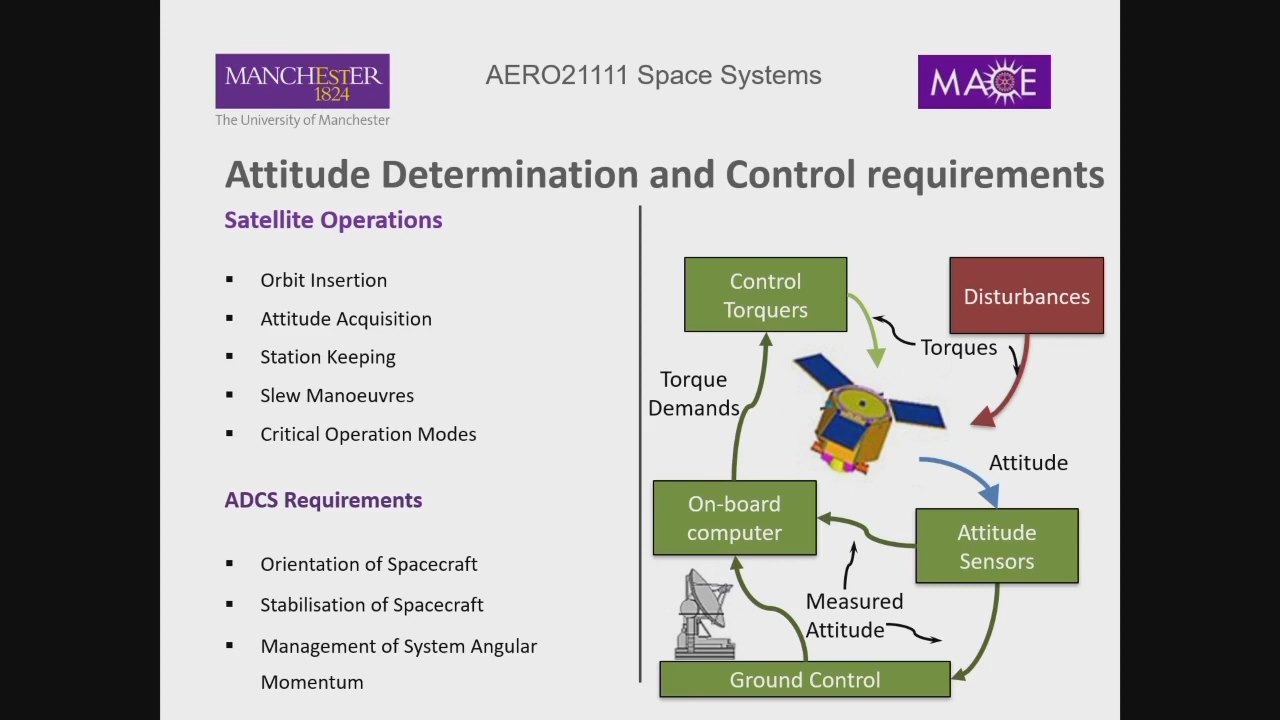 MANCHEStER
1824
The University of Manchester
AERO21111 Space Systems
MACE
Attitude Determination and Control requirements
Satellite Operations
Orbit Insertion
Attitude Acquisition
Station Keeping
Slew Manoeuvres
Critical Operation Modes
ADCS Requirements
Orientation of Spacecraft
Stabilisation of Spacecraft
Management of System Angular
Momentum
Control
Torquers
Disturbances
Torques
Torque
Demands
Attitude
On-board
computer
Attitude
Sensors
Measured
Attitude
Ground Control